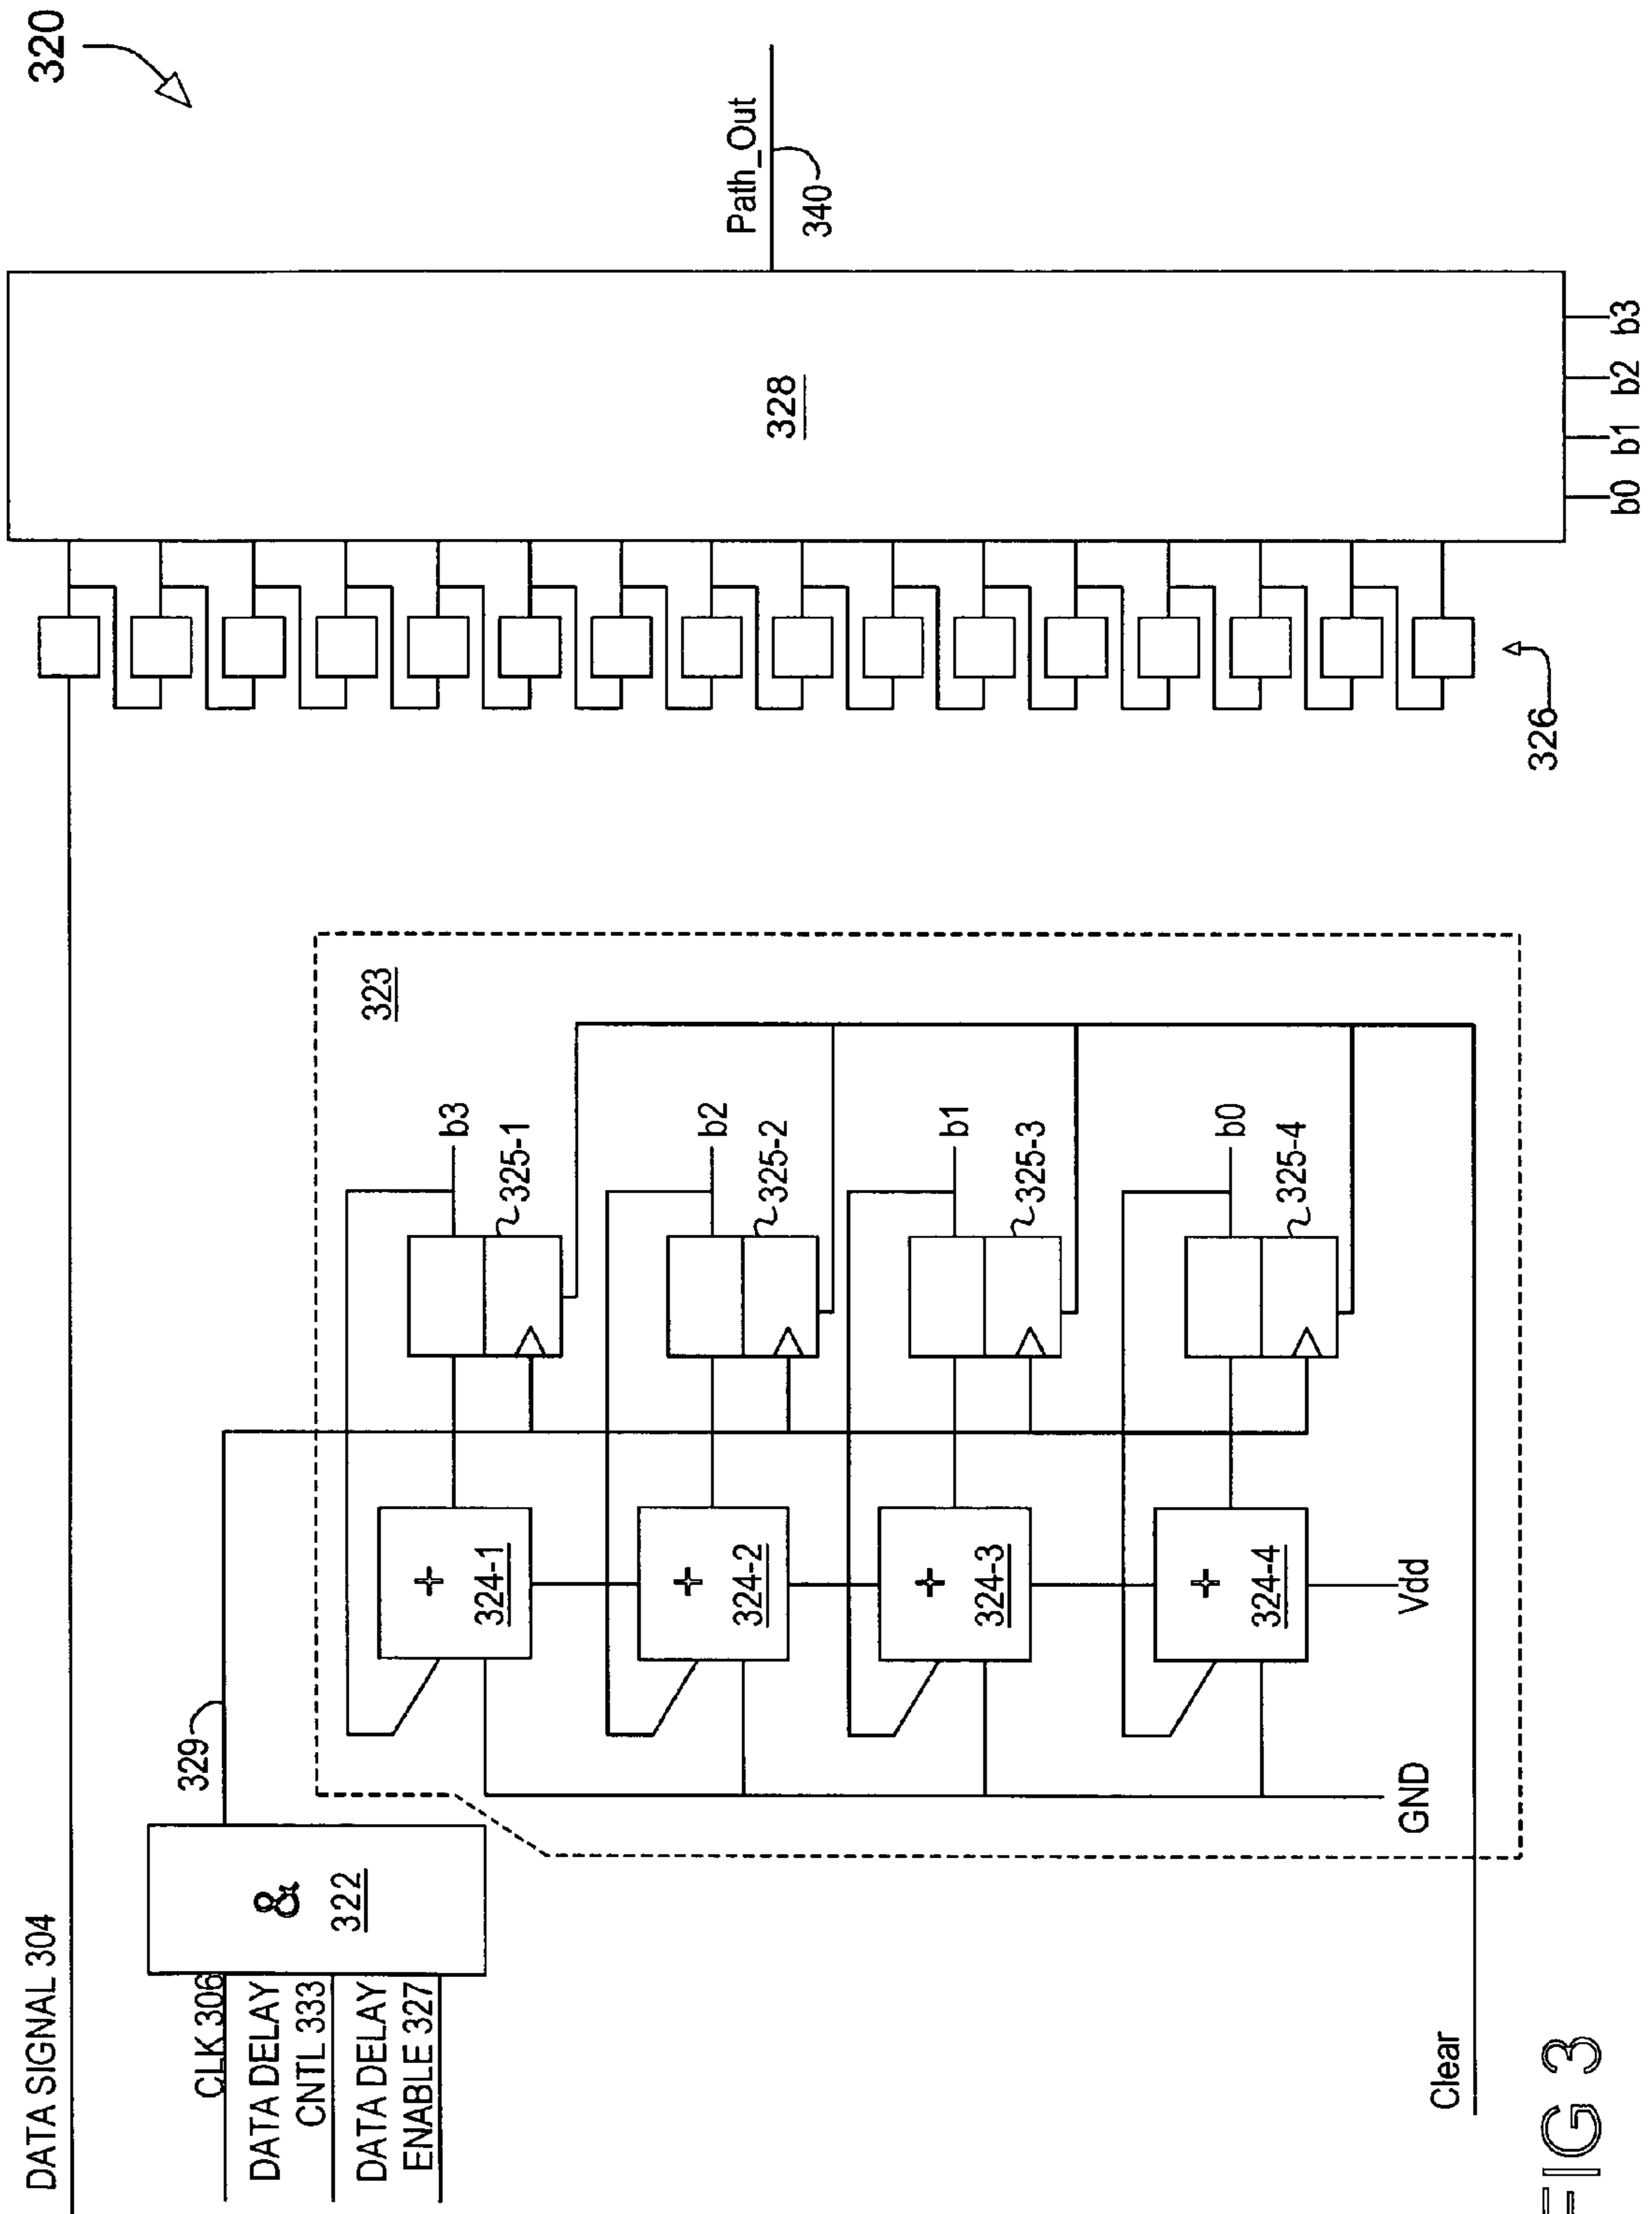 320
DATA SIGNAL 304
CLK 306
DATA DELAY
CNTL 333
DATA DELAY
ENABLE 327
&
322
329
323
+
324-1
b3
325-1
+
324-2
b2
325-2
+
324-3
b1
325-3
+
324-4
b0
325-4
Vdd
GND
Clear
326
328
b0 b1 b2 b3
Path_Out
340
FIG 3